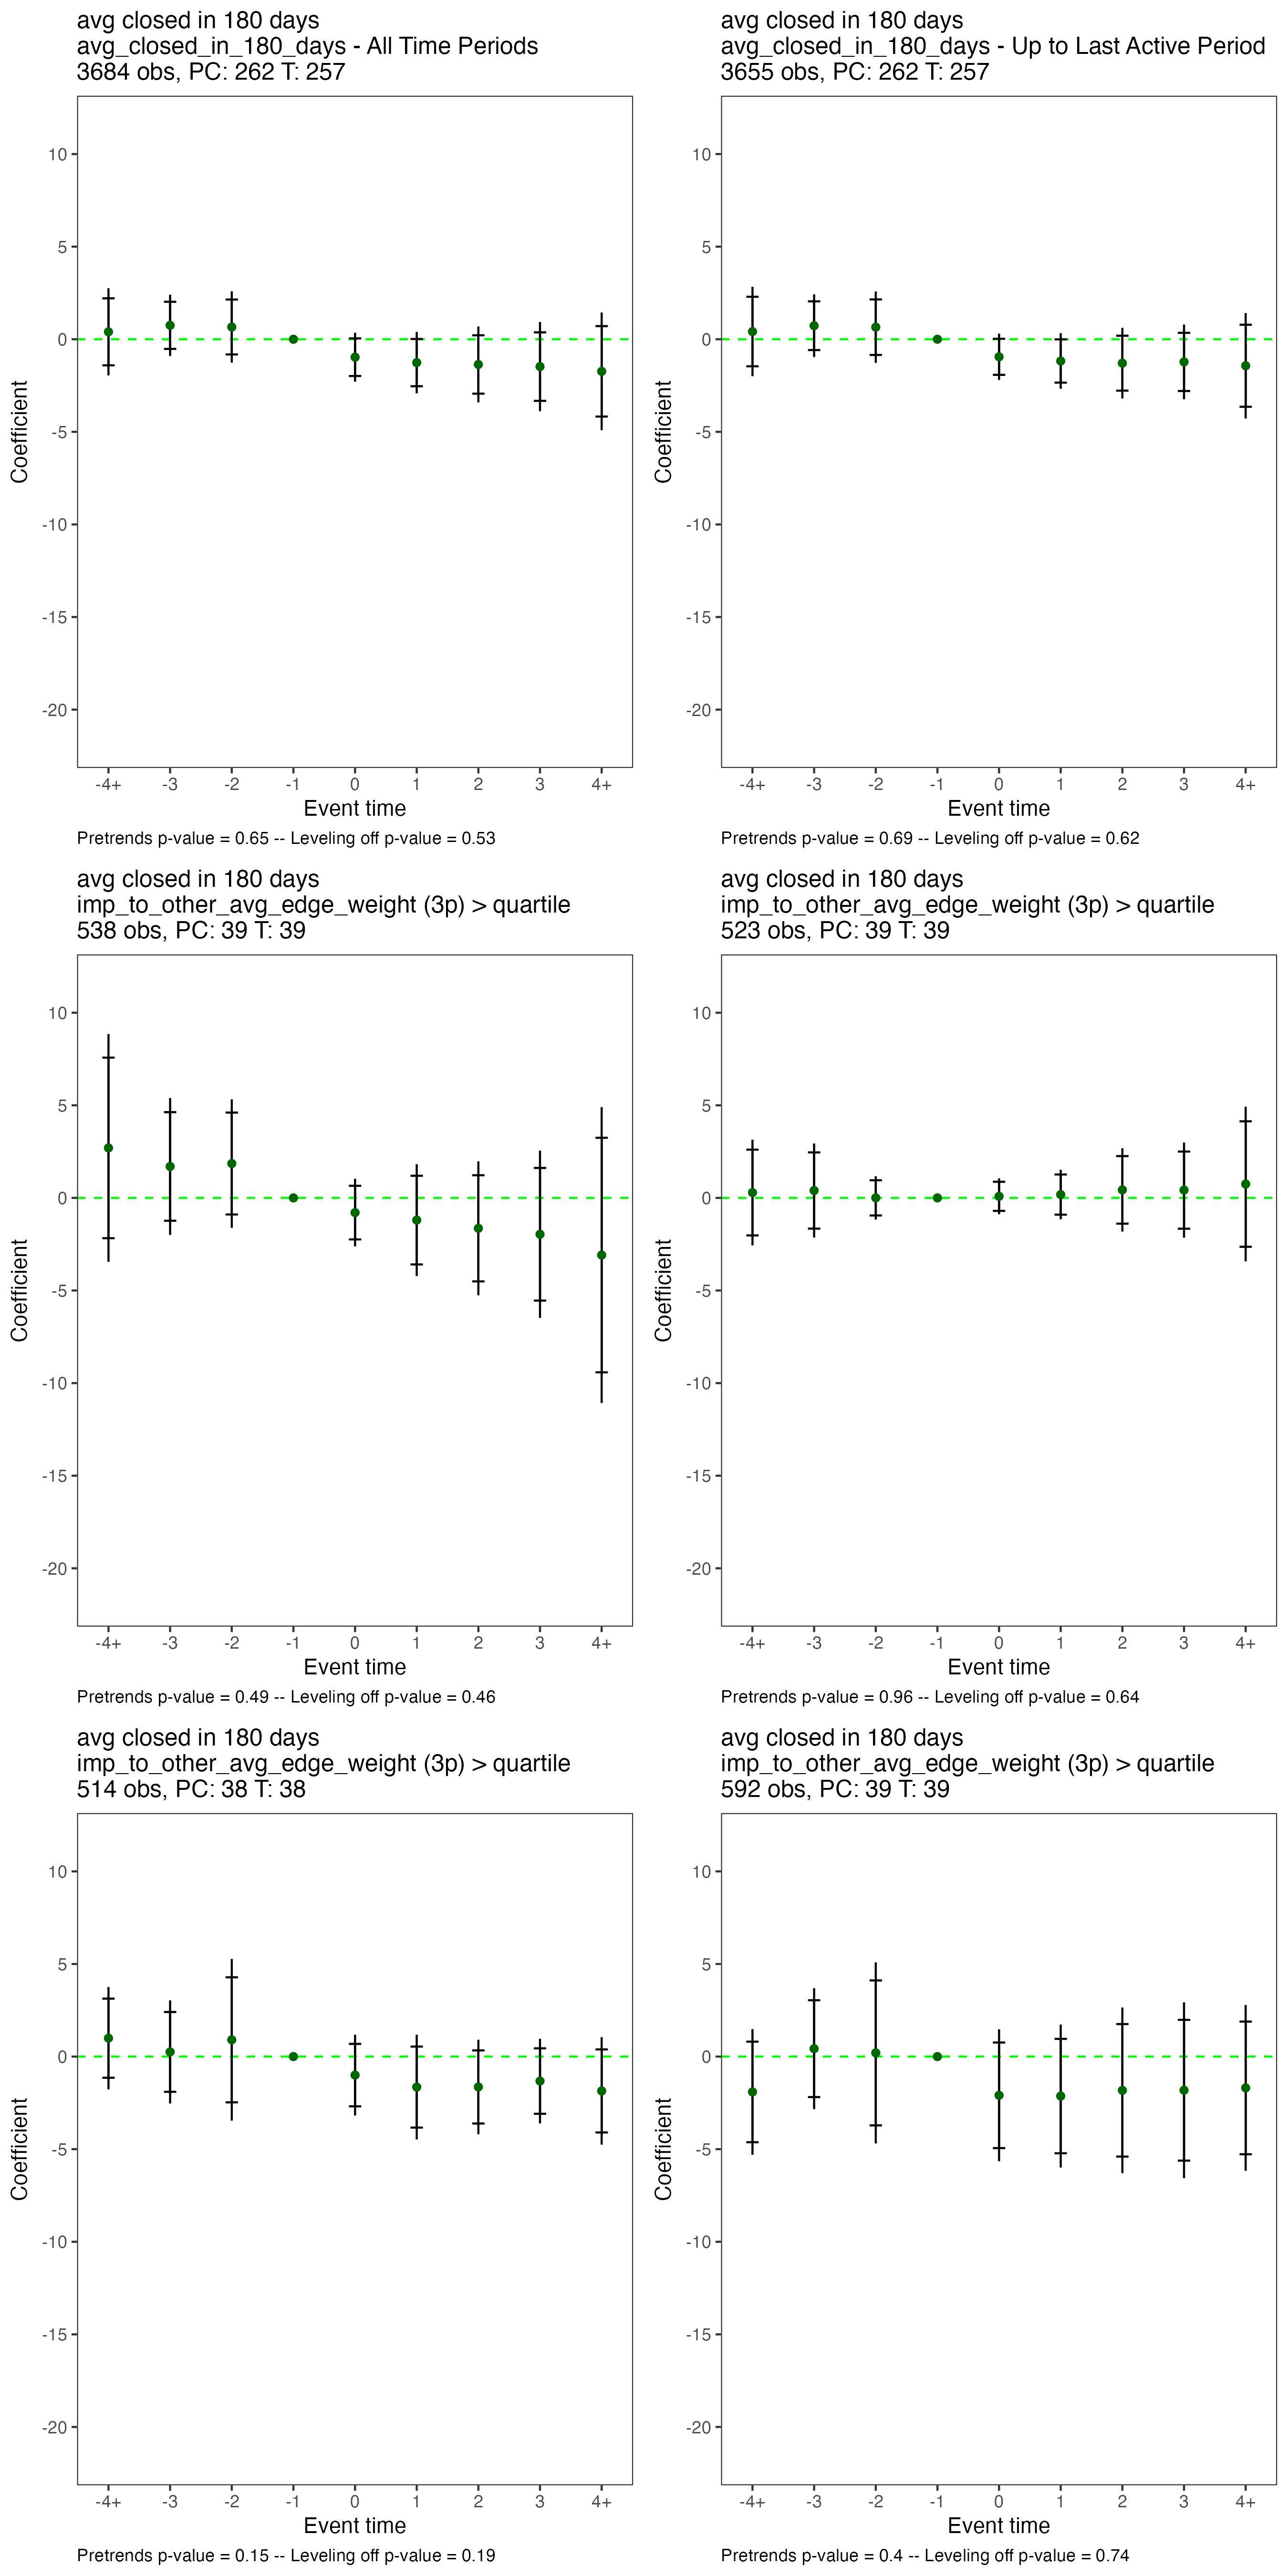 avg closed in 180 days
avg_closed_in_180_days - All Time Periods
3684 obs, PC: 262 T: 257
10
5
0
-5
-10
-15
-20
Coefficient
-4+ -3 -2 -1 0 1 2 3 4+
Event time
Pretrends p-value = 0.65 -- Leveling off p-value = 0.53
avg closed in 180 days
avg_closed_in_180_days - Up to Last Active Period
3655 obs, PC: 262 T: 257
10
5
0
-5
-10
-15
-20
Coefficient
-4+ -3 -2 -1 0 1 2 3 4+
Event time
Pretrends p-value = 0.69 -- Leveling off p-value = 0.62
avg closed in 180 days
imp_to_other_avg_edge_weight (3p) > quartile
538 obs, PC: 39 T: 39
10
5
0
-5
-10
-15
-20
Coefficient
-4+ -3 -2 -1 0 1 2 3 4+
Event time
Pretrends p-value = 0.49 -- Leveling off p-value = 0.46
avg closed in 180 days
imp_to_other_avg_edge_weight (3p) > quartile
523 obs, PC: 39 T: 39
10
5
0
-5
-10
-15
-20
Coefficient
-4+ -3 -2 -1 0 1 2 3 4+
Event time
Pretrends p-value = 0.96 -- Leveling off p-value = 0.64
avg closed in 180 days
imp_to_other_avg_edge_weight (3p) > quartile
514 obs, PC: 38 T: 38
10
5
0
-5
-10
-15
-20
Coefficient
-4+ -3 -2 -1 0 1 2 3 4+
Event time
Pretrends p-value = 0.15 -- Leveling off p-value = 0.19
avg closed in 180 days
imp_to_other_avg_edge_weight (3p) > quartile
592 obs, PC: 39 T: 39
10
5
0
-5
-10
-15
-20
Coefficient
-4+ -3 -2 -1 0 1 2 3 4+
Event time
Pretrends p-value = 0.4 -- Leveling off p-value = 0.74